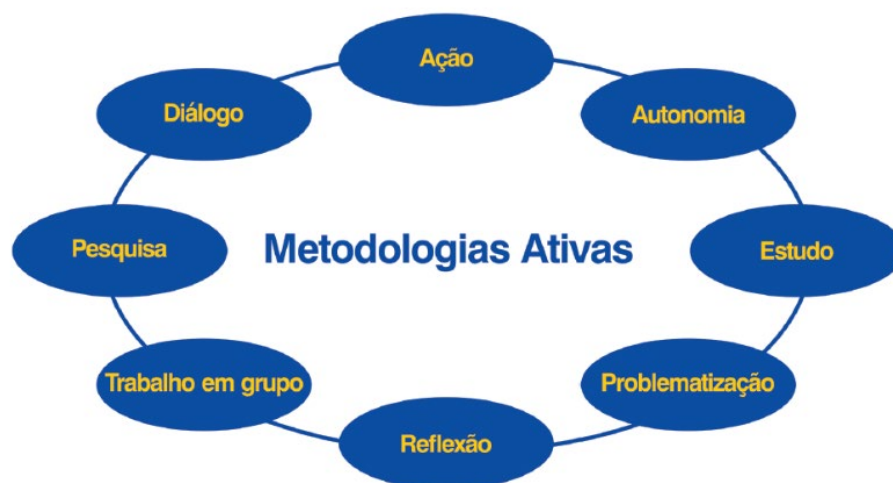 Ação
Diálogo
Autonomia
Pesquisa
Metodologias Ativas
Estudo
Trabalho em grupo
Problematização
Reflexão